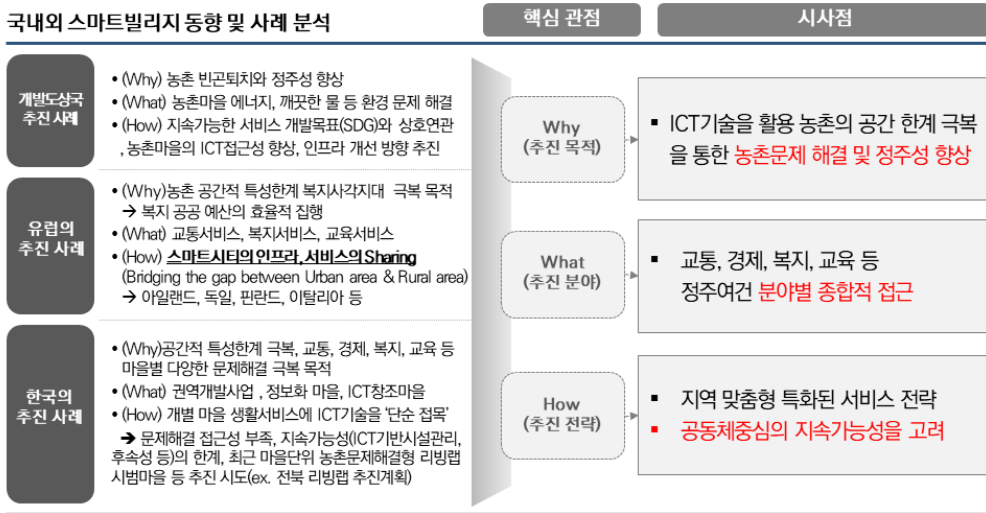 국내외 스마트빌리지 동향 및 사례 분석
핵심 관점
시사점
개발도상국
추진 사례
• (Why) 농촌 빈곤퇴치와 정주성 향상
• (What) 농촌마을 에너지, 깨끗한 물 등 환경 문제 해결
• (How) 지속가능한 서비스 개발목표(SDG)와 상호연관
, 농촌마을의 ICT접근성 향상, 인프라 개선 방향 추진
유럽의
추진 사례
• (Why)농촌 공간적 특성한계 복지사각지대 극복 목적
→ 복지 공공 예산의 효율적 집행
• (What) 교통서비스, 복지서비스, 교육서비스
• (How) 스마트시티의 인프라, 서비스의 Sharing
(Bridging the gap between Urban area & Rural area)
→ 아일랜드, 독일, 핀란드, 이탈리아 등
한국의
추진 사례
• (Why)공간적 특성한계 극복, 교통, 경제, 복지, 교육 등
마을별 다양한 문제해결 극복 목적
• (What) 권역개발사업 , 정보화 마을, ICT창조마을
• (How) 개별 마을 생활서비스에 ICT기술을 '단순 접목'
➔ 문제해결 접근성 부족, 지속가능성(ICT기반시설관리,
후속성 등)의 한계, 최근 마을단위 농촌문제해결형 리빙랩
시범마을 등 추진 시도(ex. 전북 리빙랩 추진계획)
Why
(추진 목적)
▪ ICT기술을 활용 농촌의 공간 한계 극복
을 통한 농촌문제 해결 및 정주성 향상
What
(추진 분야)
▪ 교통, 경제, 복지, 교육 등
정주여건 분야별 종합적 접근
How
(추진 전략)
▪ 지역 맞춤형 특화된 서비스 전략
▪ 공동체중심의 지속가능성을 고려